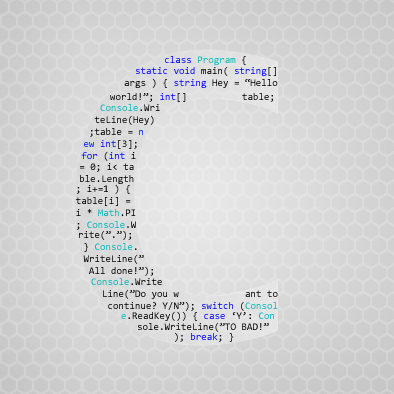 class Program {
static void main( string[]
args ) { string Hey = “Hello
world!”; int[] table;
Console.Wri
teLine(Hey)
;table = n
ew int[3];
for (int i
= 0; i< ta
ble.Length
; i+=1 ) {
table[i] =
i * Math.PI
; Console.W
rite(”.”);
} Console.
WriteLine(”
All done!”);
Console.Write
Line(”Do you w ant to
continue? Y/N”); switch (Consol
e.ReadKey()) { case ‘Y’: Con
sole.WriteLine(”TO BAD!”
); break; }